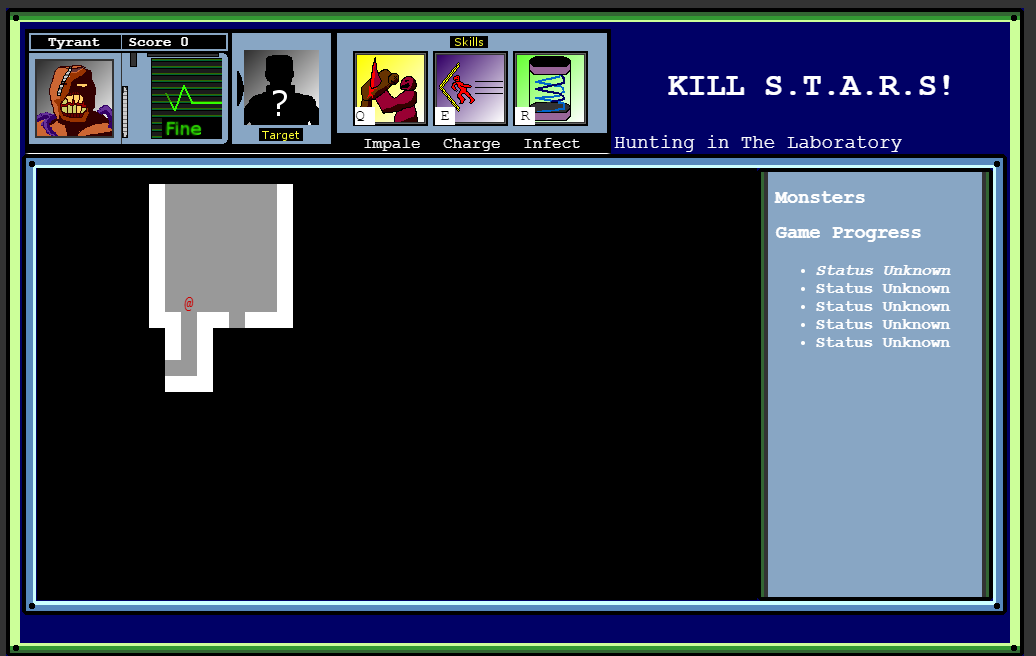 Tyrant Score 0
Fine
?
Target
Skills
Q E R
Impale Charge Infect
KILL S.T.A.R.S!
Hunting in The Laboratory
@
Monsters
Game Progress
• Status Unknown
• Status Unknown
• Status Unknown
• Status Unknown
• Status Unknown